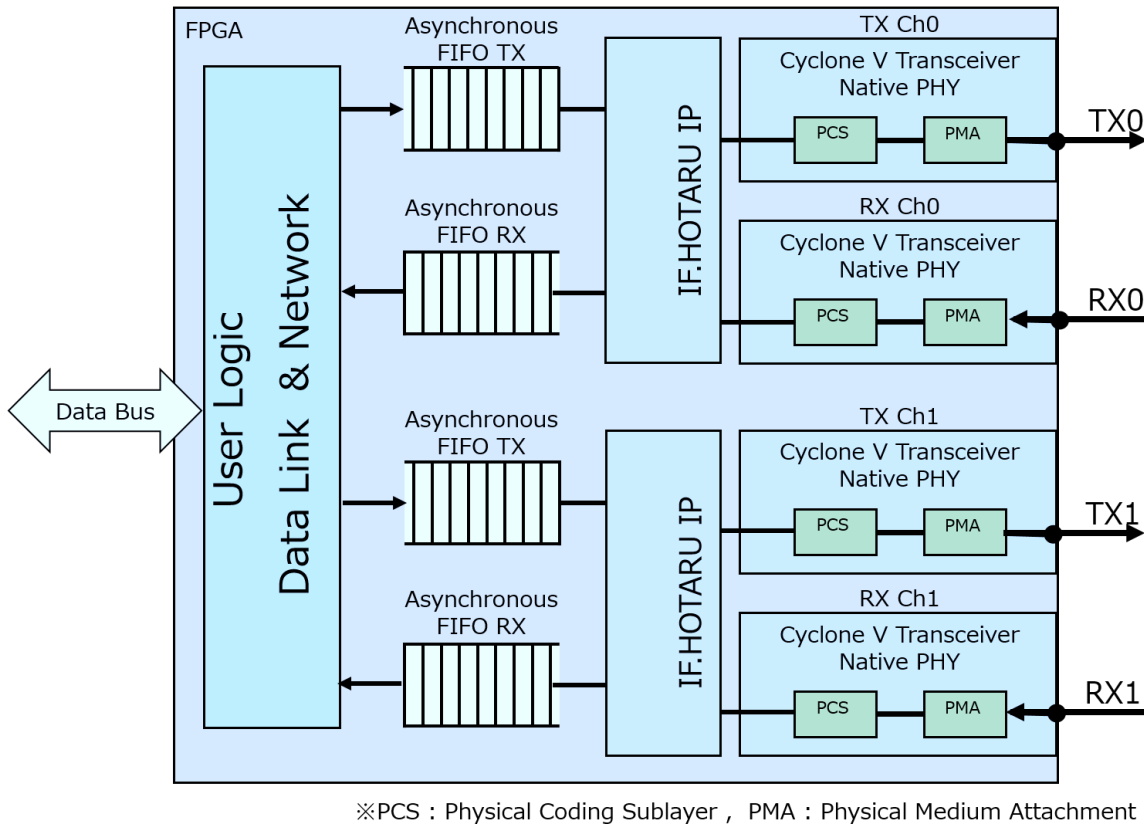 FPGA
Asynchronous
FIFO TX
TX Ch0
Cyclone V Transceiver
Native PHY
PCS
PMA
TX0
IF.HOTARU IP
Asynchronous
FIFO RX
RX Ch0
Cyclone V Transceiver
Native PHY
PCS
PMA
RX0
User Logic
Data Link & Network
Data Bus
Asynchronous
FIFO TX
TX Ch1
Cyclone V Transceiver
Native PHY
PCS
PMA
TX1
IF.HOTARU IP
Asynchronous
FIFO RX
RX Ch1
Cyclone V Transceiver
Native PHY
PCS
PMA
RX1
※PCS : Physical Coding Sublayer , PMA : Physical Medium Attachment